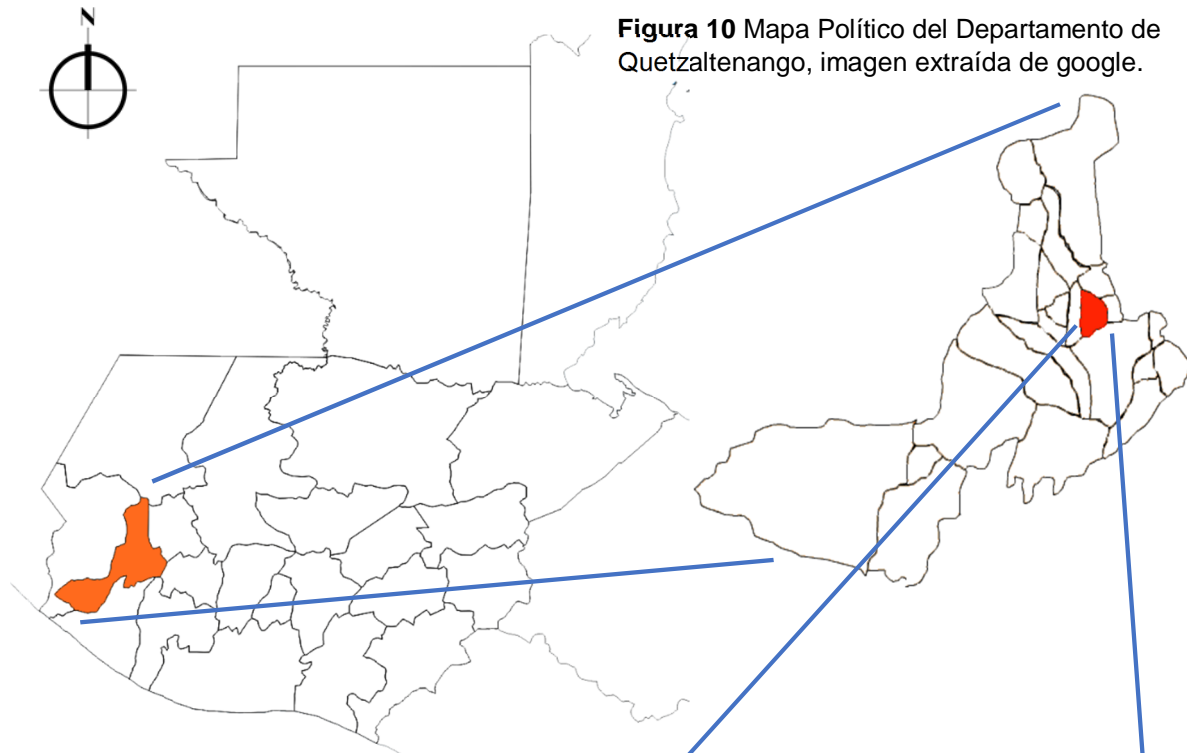 N
Figura 10 Mapa Político del Departamento de
Quetzaltenango, imagen extraída de google.